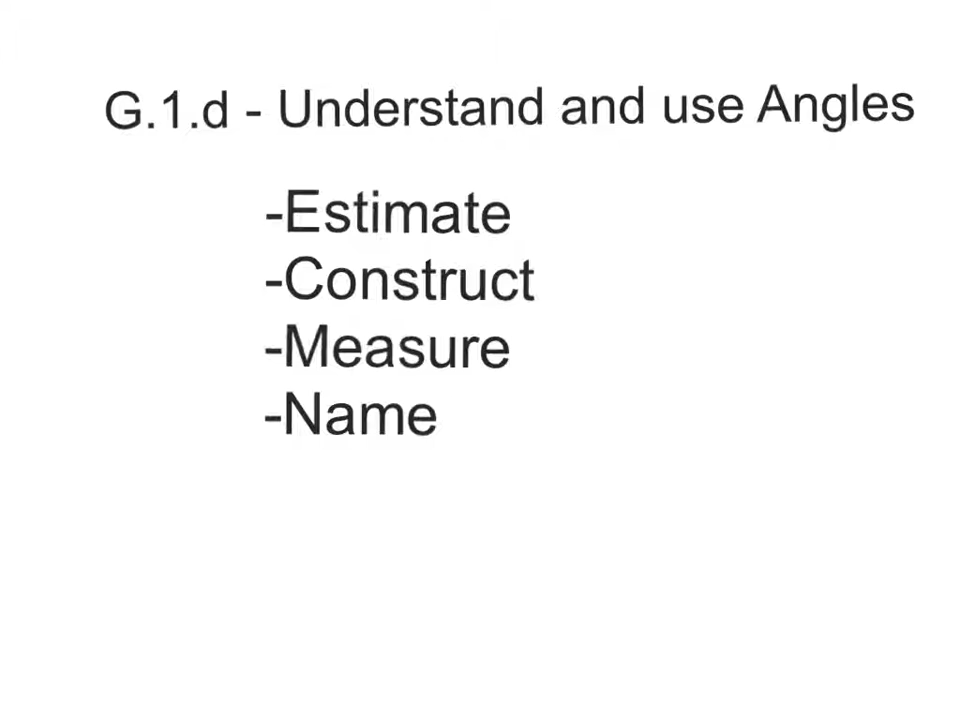 G.1.d - Understand and use Angles
-Estimate
-Construct
-Measure
-Name